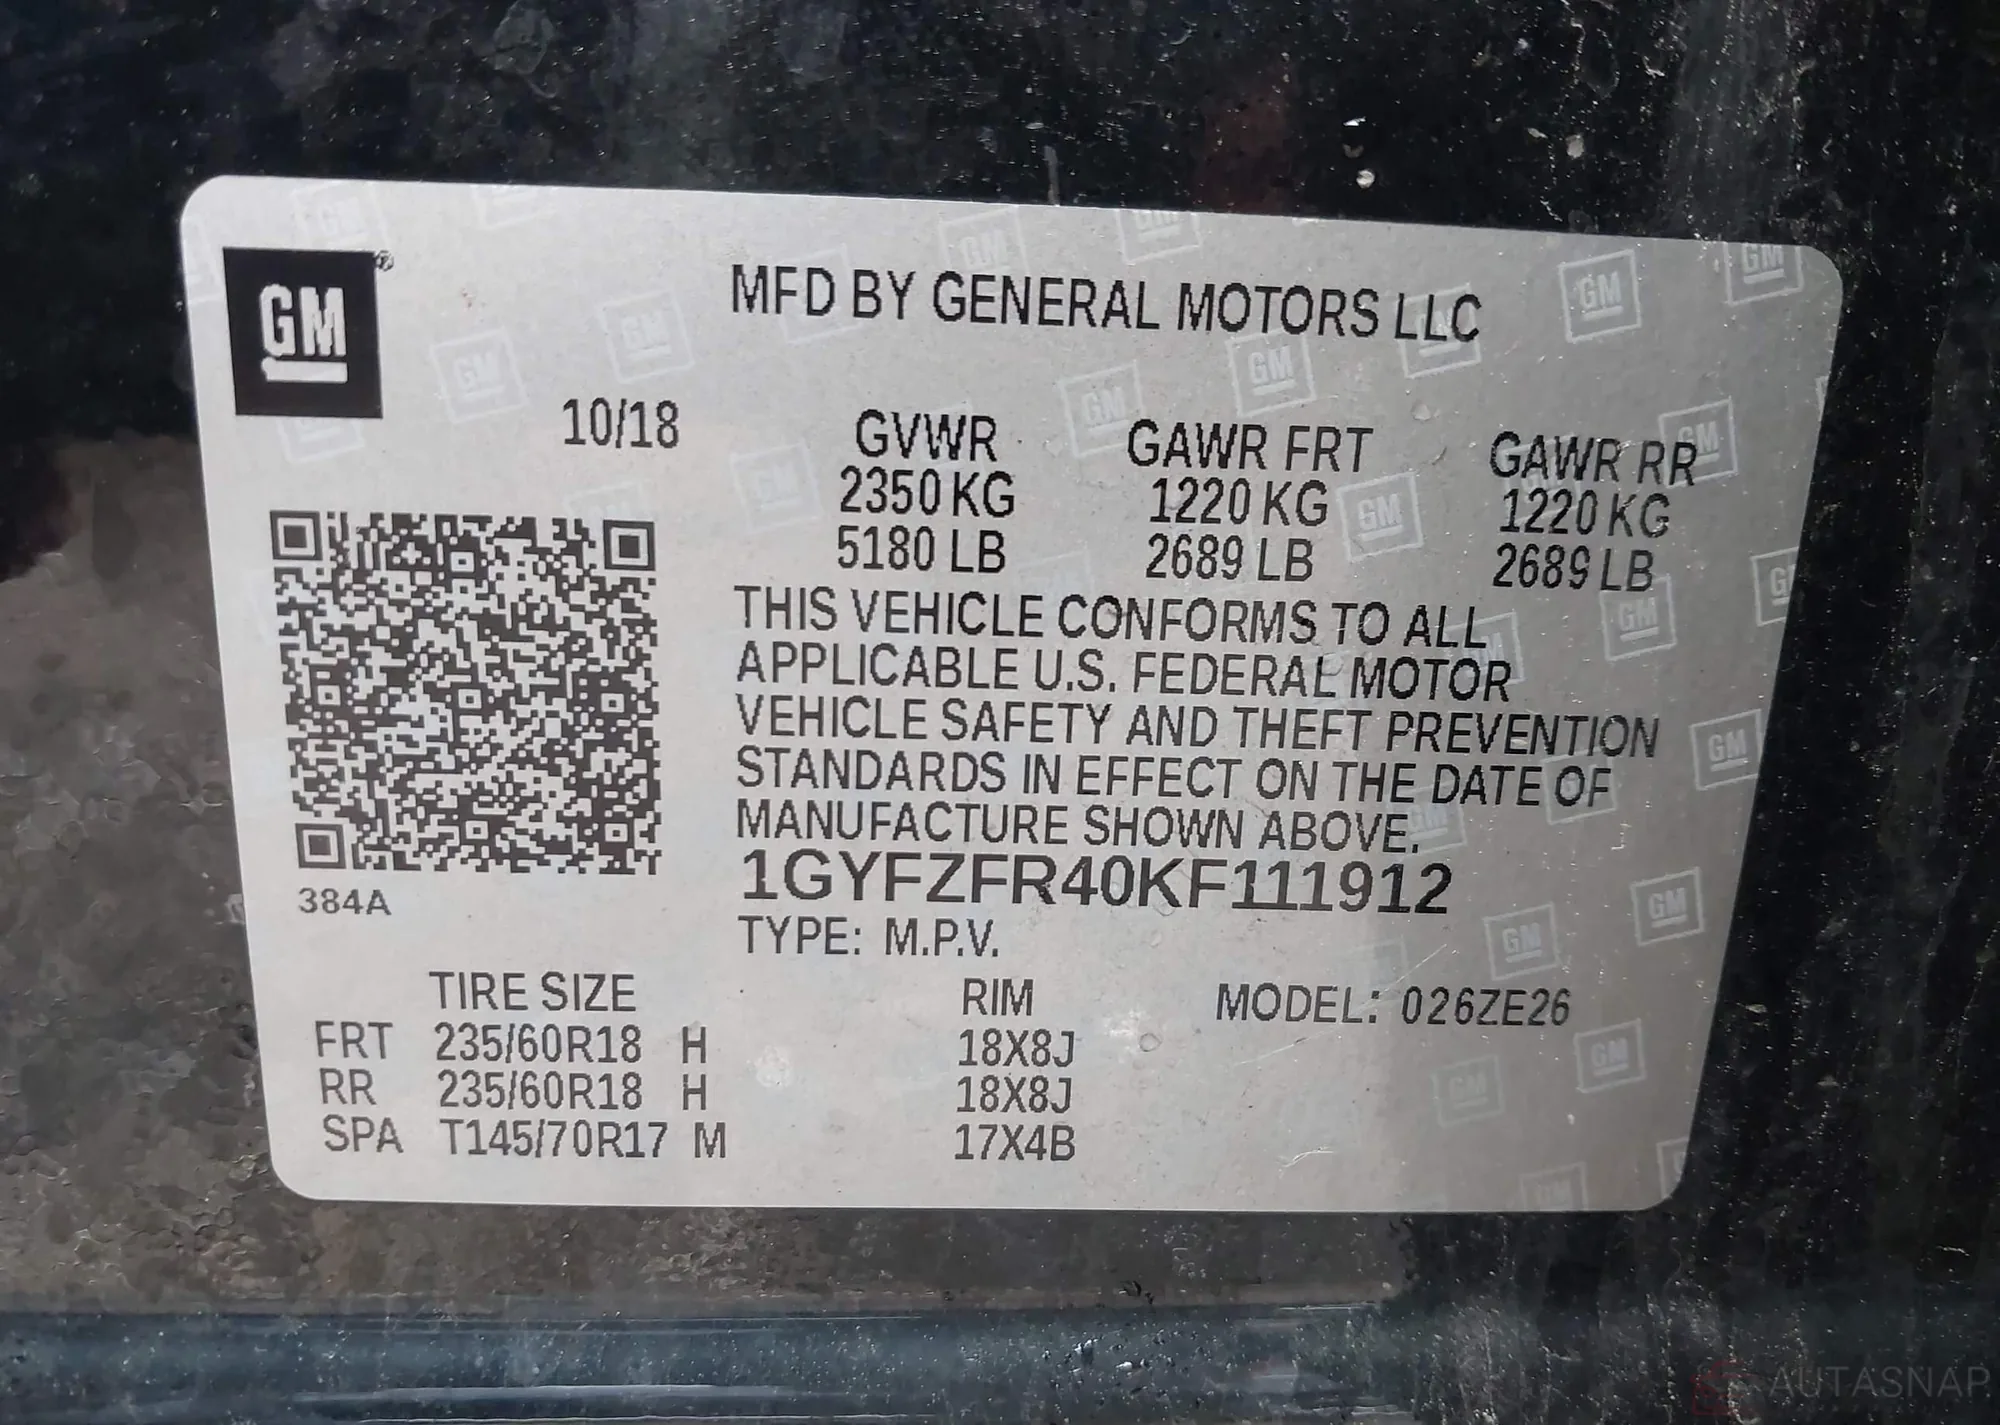 GM®
MFD BY GENERAL MOTORS LLC
10/18
GVWR GAWR FRT GAWR RR
2350 KG 1220 KG 1220 KG
5180 LB 2689 LB 2689 LB
THIS VEHICLE CONFORMS TO ALL
APPLICABLE U.S. FEDERAL MOTOR
VEHICLE SAFETY AND THEFT PREVENTION
STANDARDS IN EFFECT ON THE DATE OF
MANUFACTURE SHOWN ABOVE.
384A
1GYFZFR40KF111912
TYPE: M.P.V.
TIRE SIZE RIM MODEL: 026ZE26
FRT 235/60R18 H 18X8J
RR 235/60R18 H 18X8J
SPA T145/70R17 M 17X4B
AUTASNAP